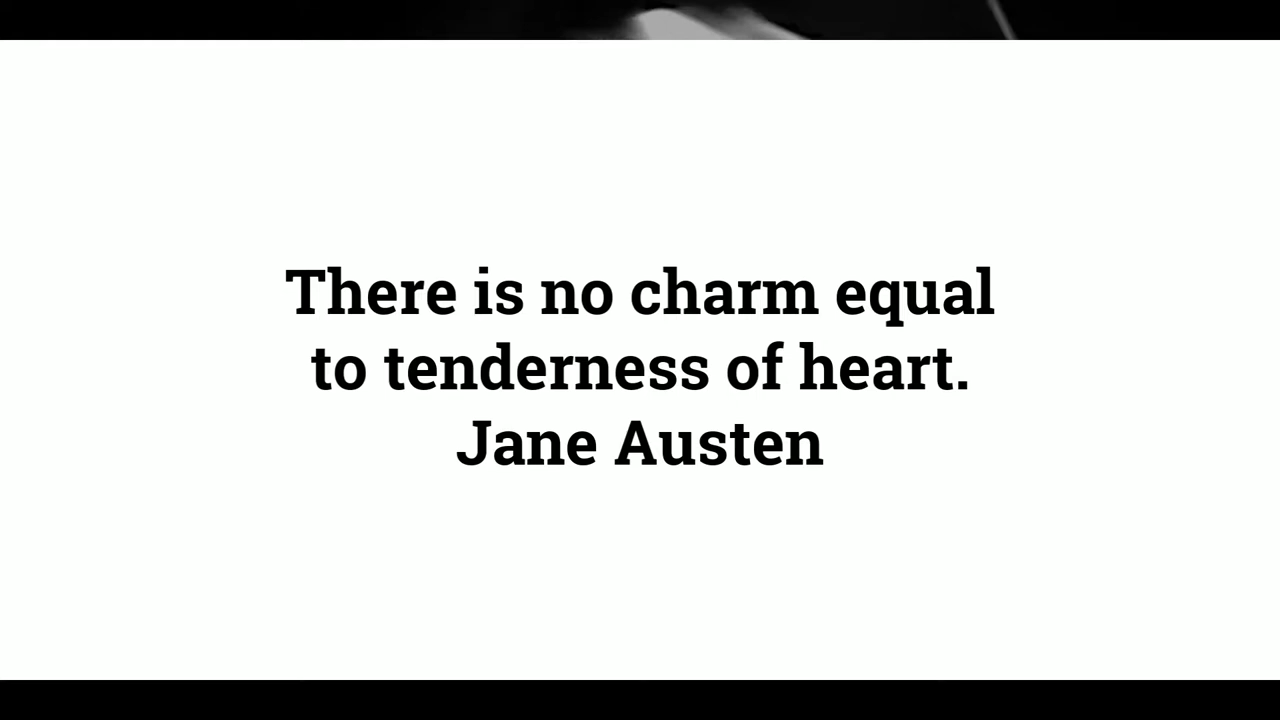 There is no charm equal
to tenderness of heart.
Jane Austen